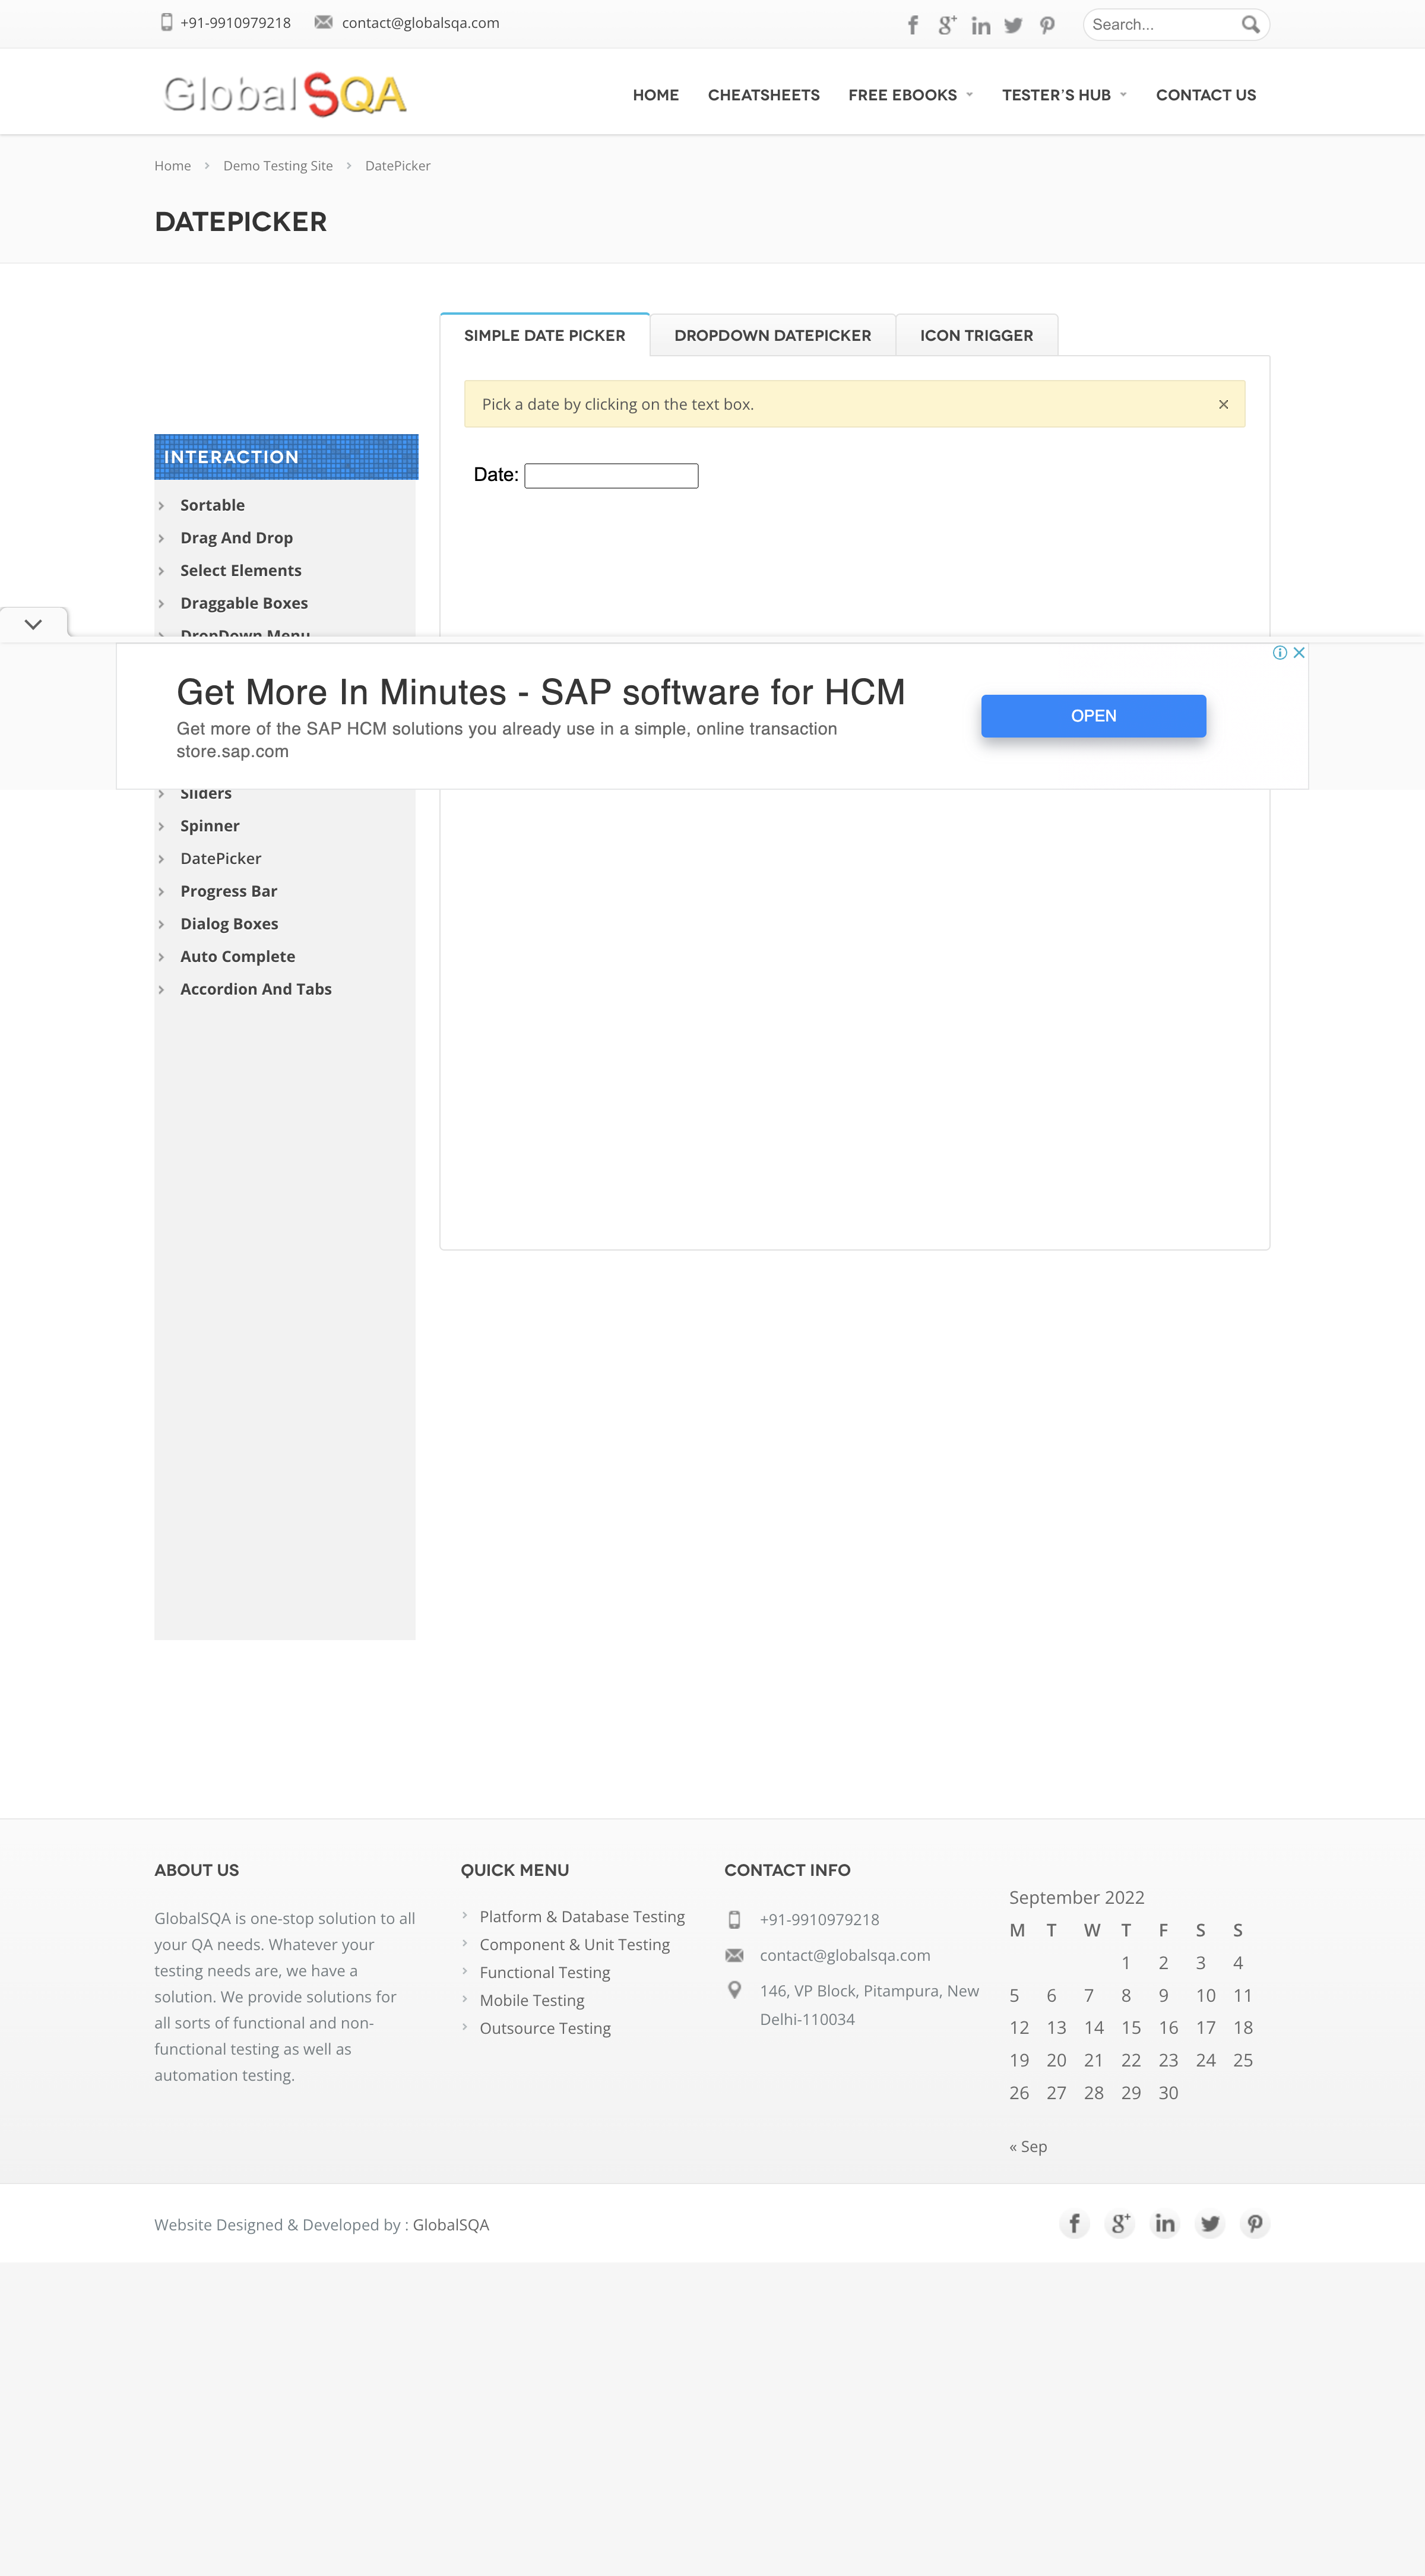 +91-9910979218 contact@globalsqa.com
Search...
GlobalSQA
HOME CHEATSHEETS FREE EBOOKS TESTER'S HUB CONTACT US
Home Demo Testing Site DatePicker
DATEPICKER
SIMPLE DATE PICKER DROPDOWN DATEPICKER ICON TRIGGER
Pick a date by clicking on the text box. ×
Date:
INTERACTION
Sortable
Drag And Drop
Select Elements
Draggable Boxes
DropDown Menu
Get More In Minutes - SAP software for HCM
Get more of the SAP HCM solutions you already use in a simple, online transaction
store.sap.com
OPEN
Sliders
Spinner
DatePicker
Progress Bar
Dialog Boxes
Auto Complete
Accordion And Tabs
ABOUT US
GlobalSQA is one-stop solution to all
your QA needs. Whatever your
testing needs are, we have a
solution. We provide solutions for
all sorts of functional and non-
functional testing as well as
automation testing.
QUICK MENU
Platform & Database Testing
Component & Unit Testing
Functional Testing
Mobile Testing
Outsource Testing
CONTACT INFO
+91-9910979218
contact@globalsqa.com
146, VP Block, Pitampura, New
Delhi-110034
September 2022
M T W T F S S
1 2 3 4
5 6 7 8 9 10 11
12 13 14 15 16 17 18
19 20 21 22 23 24 25
26 27 28 29 30
« Sep
Website Designed & Developed by : GlobalSQA